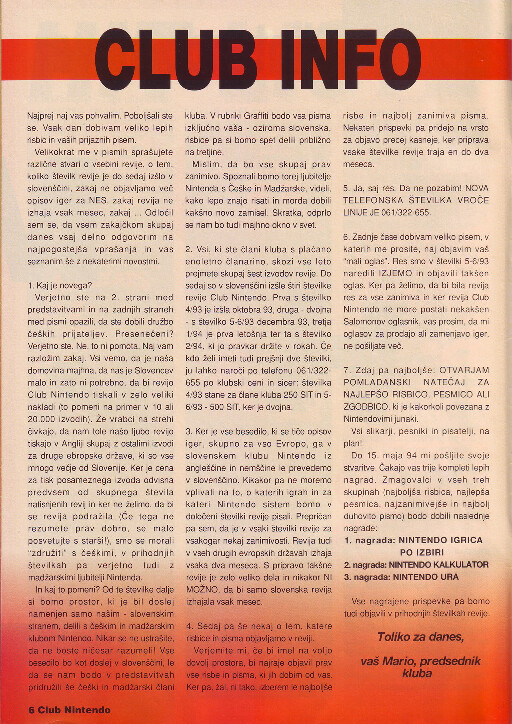 CLUB INFO
Najprej naj vas pohvalim. Poboljšali ste
se. Vsak dan dobivam veliko lepih
risbic in vaših prijaznih pisem.
Velikokrat me v pismih sprašujete
različne stvari o vsebini revije, o tem,
koliko številk revije je do sedaj izšlo v
slovenščini, zakaj ne objavljamo več
opisov iger za NES, zakaj revija ne
izhaja vsak mesec, zakaj ... Odločil
sem se, da vsem zakajčkom skupaj
danes vsaj delno odgovorim na
najpogostejša vprašanja in vas
seznanim še z nekaterimi novostmi.
1. Kaj je novega?
Verjetno ste na 2. strani med
predstavitvami in na zadnjih straneh
med pismi opazili, da ste dobili družbo
čeških prijateljev. Presenečeni?
Verjetno ste. Ne, to ni pomota. Naj vam
razložim zakaj. Vsi vemo, da je naša
domovina majhna, da nas je Slovencev
malo in zato ni potrebno, da bi revijo
Club Nintendo tiskali v zelo veliki
nakladi (to pomeni na primer v 10 ali
20.000 izvodih). Že vrabci na strehi
čivkajo, da nam tole našo ljubo revijo
tiskajo v Angliji skupaj z ostalimi izvodi
za druge evropske države, ki so vse
mnogo večje od Slovenije. Ker je cena
za tisk posameznega izvoda odvisna
predvsem od skupnega števila
natisnjenih revij in ker ne želimo, da bi
se revija podražila (Če tega ne
razumete prav dobro, se malo
posvetujte s starši!), smo se morali
"združiti" s češkimi, v prihodnjih
številkah pa verjetno tudi z
madžarskimi ljubitelji Nintenda.
In kaj to pomeni? Od te številke dalje
si bomo prostor, ki je bil doslej
namenjen samo našim - slovenskim
stranem, delili s češkim in madžarskim
klubom Nintendo. Nikar se ne ustrašite,
da ne bosto ničesar razumeli! Vse
besedilo bo kot doslej v slovenščini, le
da se nam bodo v predstavitvah
pridružili še češki in madžarski člani
kluba. V rubriki Graffiti bodo vsa pisma
izključno vaša - oziroma slovenska,
risbice pa si bomo spet delili približno
na tretjine.
Mislim, da bo vse skupaj prav
zanimivo. Spoznali bomo torej ljubitelje
Nintenda s Češke in Madžarske, videli,
kako lepo znajo risati in morda dobili
kakšno novo zamisel. Skratka, odprlo
se nam bo tudi majhno okno v svet.
2. Vsi, ki ste člani kluba s plačano
enoletno članarino, skozi vse leto
prejmete skupaj šest izvodov revije. Do
sedaj so v slovenščini izšle štiri številke
revije Club Nintendo. Prva s številko
4/93 je izšla oktobra 93, druga - dvojna
- s številko 5-6/93 decembra 93, tretja
1/94 je prva letošnja ter ta s številko
2/94, ki jo pravkar držite v rokah. Če
kdo želi imeti tudi prejšnji dve številki,
ju lahko naroči po telefonu 061/322-
655 po klubski ceni in sicer: številka
4/93 stane za člane kluba 250 SIT in 5-
6/93 - 500 SIT, ker je dvojna.
3. Ker je vse besedilo, ki se tiče opisov
iger, skupno za vso Evropo, ga v
slovenskem klubu Nintendo iz
angleščine in nemščine le prevedemo
v slovenščino. Kikakor pa ne moremo
vplivati na to, o katerih igrah in za
kateri Nintendo sistem bomo v
določeni številki revije pisali. Prepričan
pa sem, da je v vsaki številki revije za
vsakogar nekaj zanimivosti. Revija tudi
v vseh drugih evropskih državah izhaja
vsaka dva meseca. S pripravo takšne
revije je zelo veliko dela in nikakor NI
MOŽNO, da bi samo slovenska revija
izhajala vsak mesec.
4. Sedaj pa še nekaj o tem, katere
risbice in pisma objavljamo v reviji.
Verjemite mi, če bi imel na voljo
dovolj prostora, bi najraje objavil prav
vse risbice in pisma, ki jih dobim od vas.
Ker pa, žal, ni tako, izberem le najboljše
risbe in najbolj zanimiva pisma.
Nekateri prispevki pa pridejo na vrsto
za objavo precej kasneje, ker priprava
vsake številke revije traja en do dva
meseca.
5. Ja, saj res. Da ne pozabim! NOVA
TELEFONSKA ŠTEVILKA VROČE
LINIJE JE 061/322 655.
6. Zadnje čase dobivam veliko pisem, v
katerih me prosite, naj objavim vaš
"mali oglas". Res smo v številki 5-6/93
naredili IZJEMO in objavili takšen
oglas. Ker pa želimo, da bi bila revija
res za vse zanimiva in ker revija Club
Nintendo ne more postati nekakšen
Salomonov oglasnik, vas prosim, da mi
oglasov za prodajo ali zamenjavo iger,
ne pošiljate več.
7. Zdaj pa najboljše: OTVARJAM
POMLADANSKI NATEČAJ ZA
NAJLEPŠO RISBICO, PESMICO ALI
ZGODBICO, ki je kakorkoli povezana z
Nintendovimi junaki.
Vsi slikarji, pesniki in pisatelji, na
plan!
Do 15. maja 94 mi pošljite svoje
stvaritve. Čakajo vas trije kompleti lepih
nagrad. Zmagovalci v vseh treh
skupinah (najboljša risbica, najlepša
pesmica, najzanimivejše in najbolj
duhovito pismo) bodo dobili naslednje
nagrade:
1. nagrada: NINTENDO IGRICA
PO IZBIRI
2. nagrada: NINTENDO KALKULATOR
3. nagrada: NINTENDO URA
Vse nagrajene prispevke pa bomo
tudi objavili v prihodnjih številkah revije.
Toliko za danes,
vaš Mario, predsednik
kluba
6 Club Nintendo